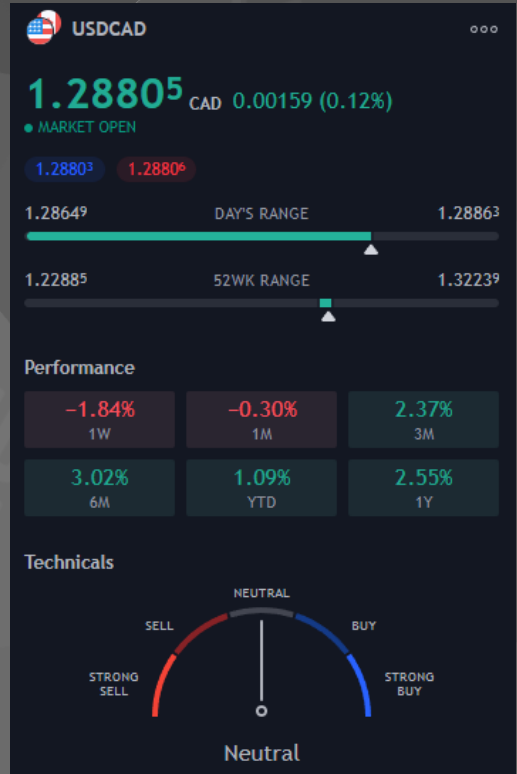 USDCAD
1.28805 CAD 0.00159 (0.12%)
MARKET OPEN
1.28803 1.28806
1.28649 DAY'S RANGE 1.28863
1.22885 52WK RANGE 1.32239
Performance
−1.84% −0.30% 2.37%
1W 1M 3M
3.02% 1.09% 2.55%
6M YTD 1Y
Technicals
NEUTRAL
SELL BUY
STRONG STRONG
SELL BUY
Neutral